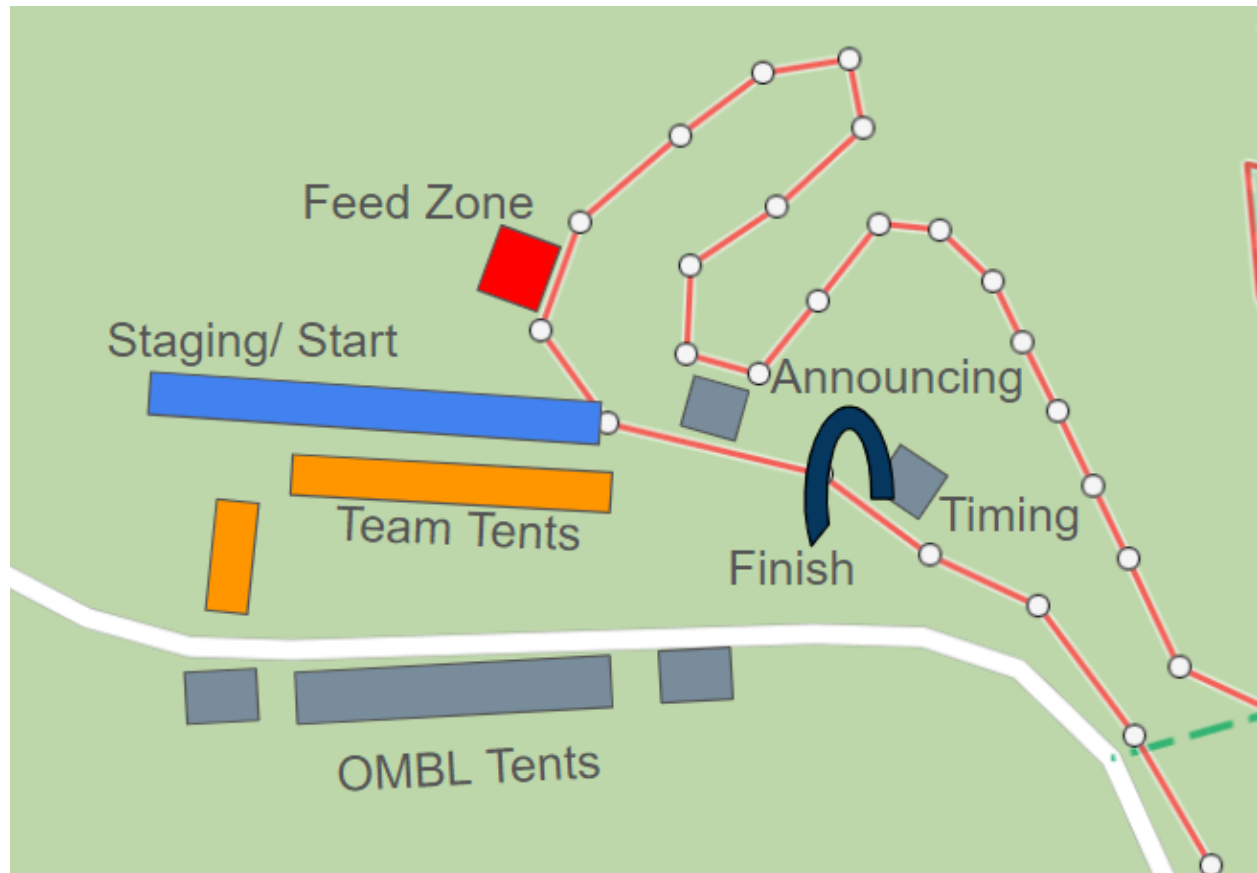 Feed Zone
Staging/ Start
Announcing
Team Tents
Timing
Finish
OMBL Tents